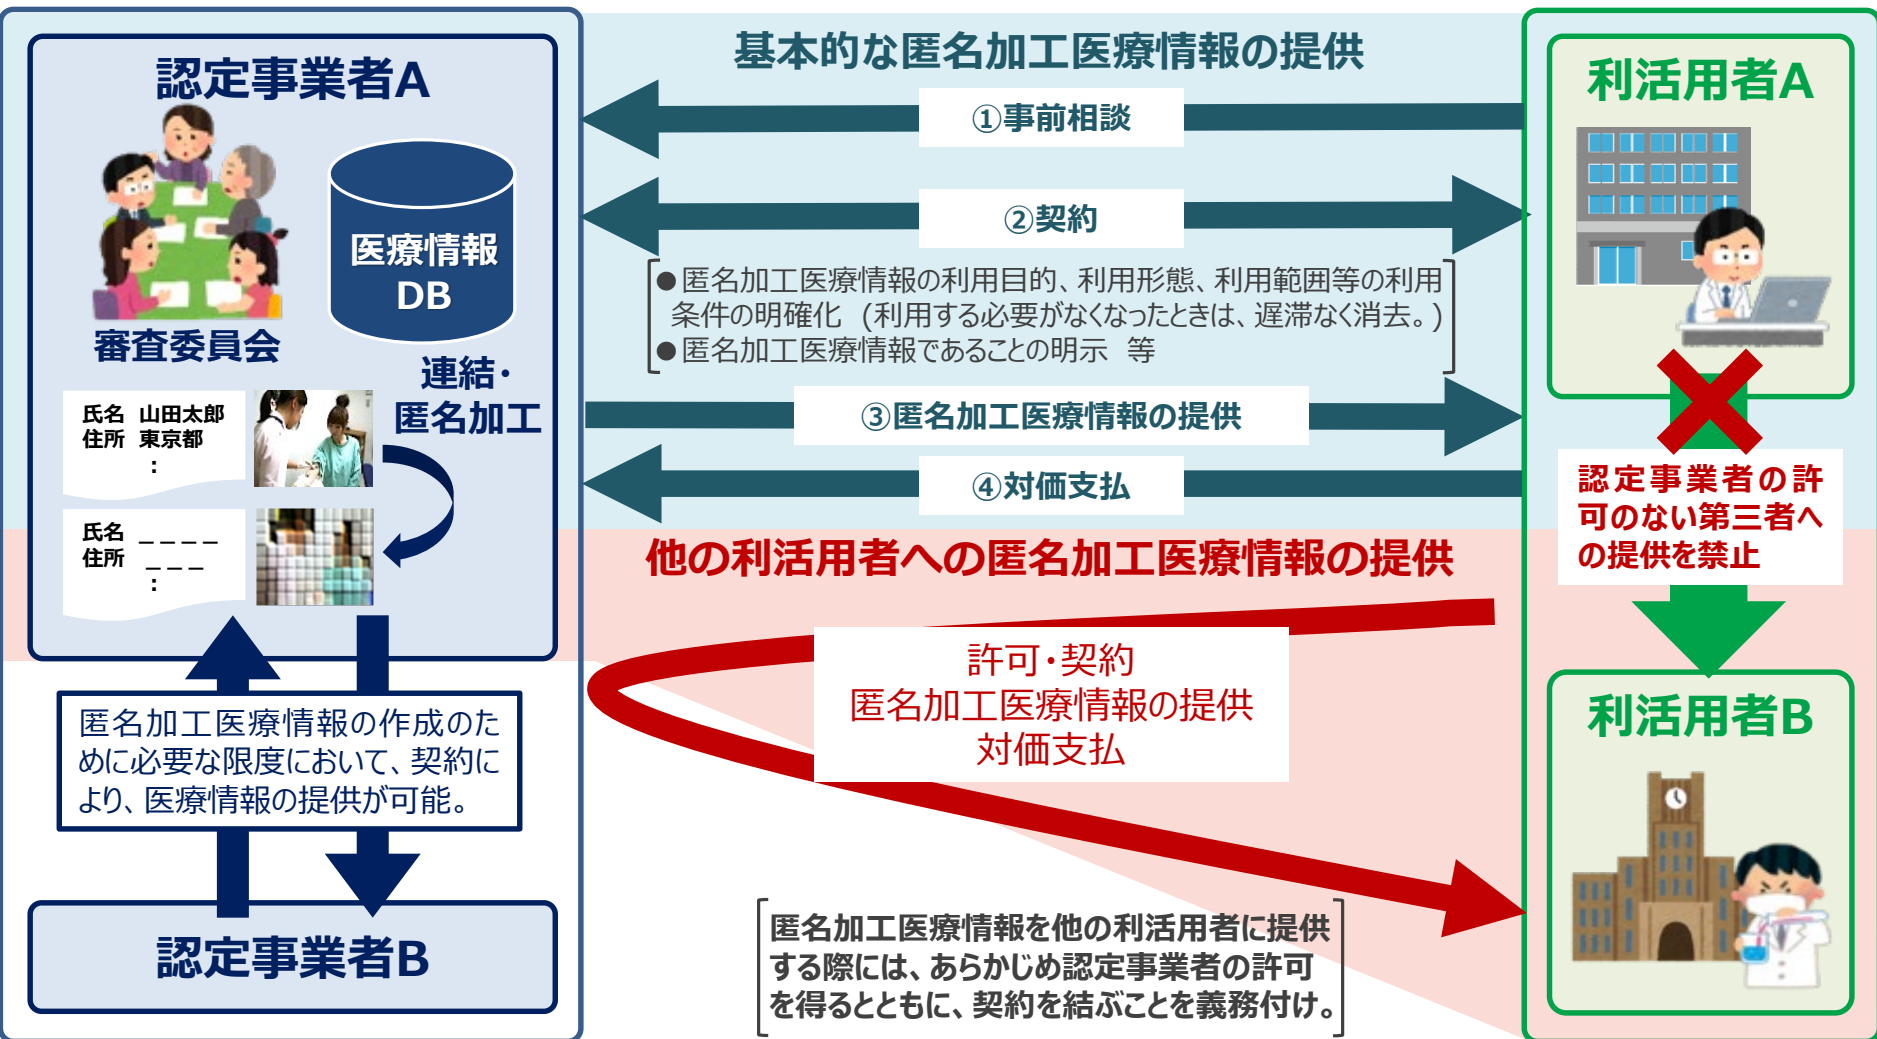 認定事業者A
審査委員会
医療情報
DB
連結・
匿名加工
氏名 山田太郎
住所 東京都
:
氏名 ＿＿＿＿
住所 ＿＿＿
:
匿名加工医療情報の作成のた
めに必要な限度において、契約に
より、医療情報の提供が可能。
認定事業者B
基本的な匿名加工医療情報の提供
①事前相談
②契約
●匿名加工医療情報の利用目的、利用形態、利用範囲等の利用
条件の明確化 (利用する必要がなくなったときは、遅滞なく消去。)
●匿名加工医療情報であることの明示 等
③匿名加工医療情報の提供
④対価支払
他の利活用者への匿名加工医療情報の提供
許可・契約
匿名加工医療情報の提供
対価支払
匿名加工医療情報を他の利活用者に提供
する際には、あらかじめ認定事業者の許可
を得るとともに、契約を結ぶことを義務付け。
利活用者A
認定事業者の許
可のない第三者へ
の提供を禁止
利活用者B